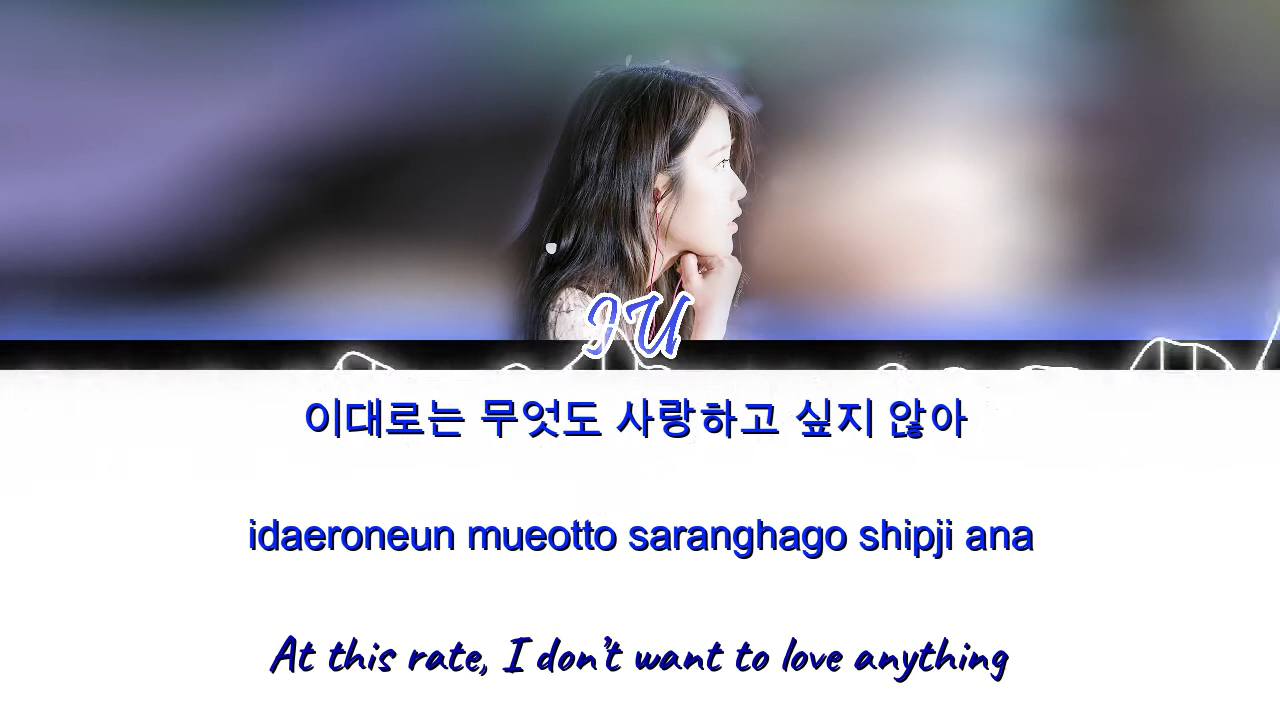 IU
이대로는 무엇도 사랑하고 싶지 않아
idaeroneun mueotto saranghago shipji ana
At this rate, I don't want to love anything